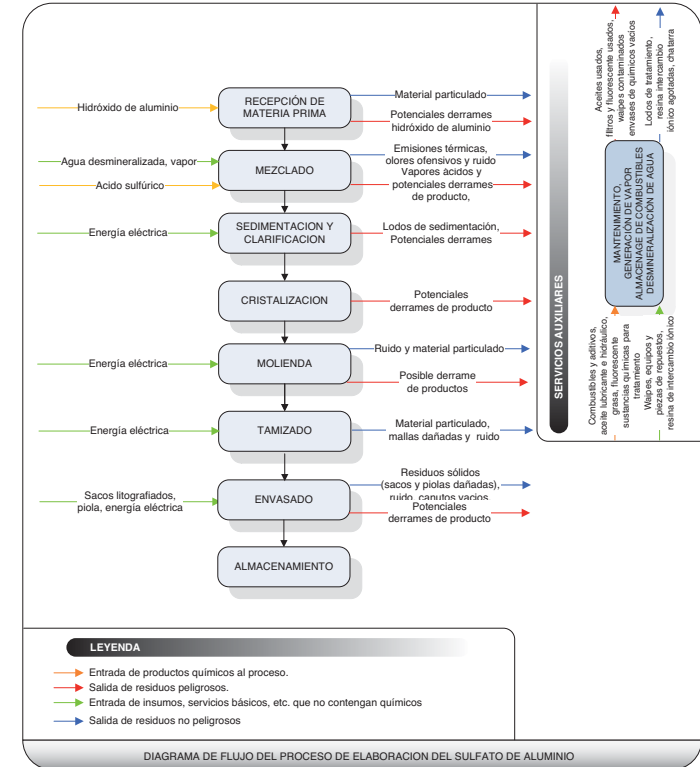 Hidróxido de aluminio
RECEPCIÓN DE
MATERIA PRIMA
Material particulado
Potenciales derrames
hidróxido de aluminio
Agua desmineralizada, vapor
Acido sulfúrico
MEZCLADO
Emisiones térmicas,
olores ofensivos y ruido
Vapores ácidos y
potenciales derrames
de producto,
Energía eléctrica
SEDIMENTACION Y
CLARIFICACION
Lodos de sedimentación,
Potenciales derrames
CRISTALIZACION
Potenciales
derrames de producto
Energía eléctrica
MOLIENDA
Ruido y material particulado
Posible derrame
de productos
Energía eléctrica
TAMIZADO
Material particulado,
mallas dañadas y ruido
Sacos litografiados,
piola, energía eléctrica
ENVASADO
Residuos sólidos
(sacos y piolas dañadas),
ruido, canutos vacios
Potenciales
derrames de producto
ALMACENAMIENTO
SERVICIOS AUXILIARES
Aceites usados,
filtros y fluorescente usados,
waipes contaminados
envases de químicos vacíos
Lodos de tratamiento,
resina intercambio
iónico agotadas, chatarra
MANTENIMIENTO,
GENERACIÓN DE VAPOR
ALMACENAGE DE COMBUSTIBLES
DESMINERALIZACIÓN DE AGUA
Combustibles y aditivos,
aceite lubricante e hidráulico,
grasa, fluorescente
sustancias químicas para
tratamiento
Waipes, equipos y
piezas de repuestos,
resina de intercambio iónico
LEYENDA
Entrada de productos químicos al proceso.
Salida de residuos peligrosos.
Entrada de insumos, servicios básicos, etc. que no contengan químicos
Salida de residuos no peligrosos
DIAGRAMA DE FLUJO DEL PROCESO DE ELABORACION DEL SULFATO DE ALUMINIO